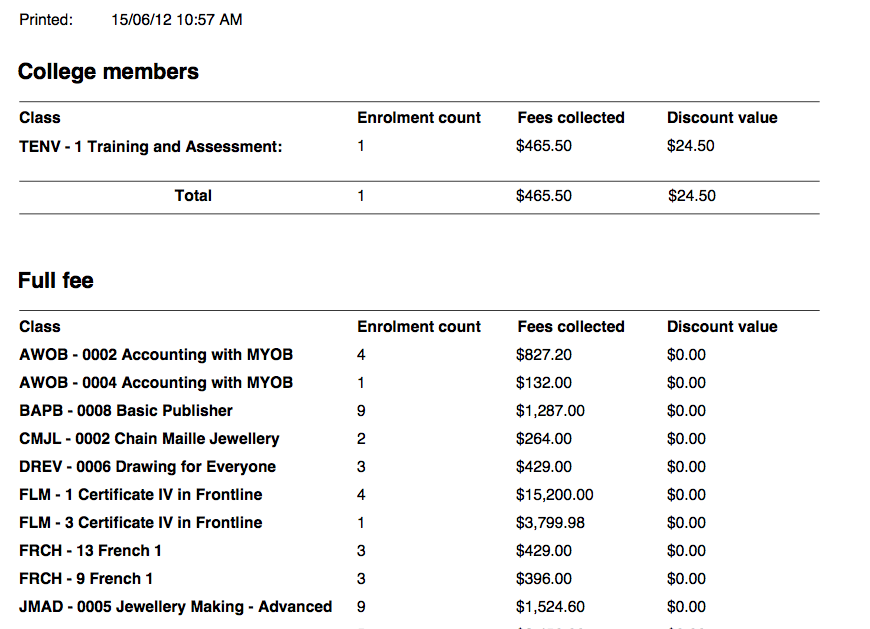 Printed: 15/06/12 10:57 AM
College members
Class Enrolment count Fees collected Discount value
TENV - 1 Training and Assessment: 1 $465.50 $24.50
Total 1 $465.50 $24.50
Full fee
Class Enrolment count Fees collected Discount value
AWOB - 0002 Accounting with MYOB 4 $827.20 $0.00
AWOB - 0004 Accounting with MYOB 1 $132.00 $0.00
BAPB - 0008 Basic Publisher 9 $1,287.00 $0.00
CMJL - 0002 Chain Maille Jewellery 2 $264.00 $0.00
DREV - 0006 Drawing for Everyone 3 $429.00 $0.00
FLM - 1 Certificate IV in Frontline 4 $15,200.00 $0.00
FLM - 3 Certificate IV in Frontline 1 $3,799.98 $0.00
FRCH - 13 French 1 3 $429.00 $0.00
FRCH - 9 French 1 3 $396.00 $0.00
JMAD - 0005 Jewellery Making - Advanced 9 $1,524.60 $0.00